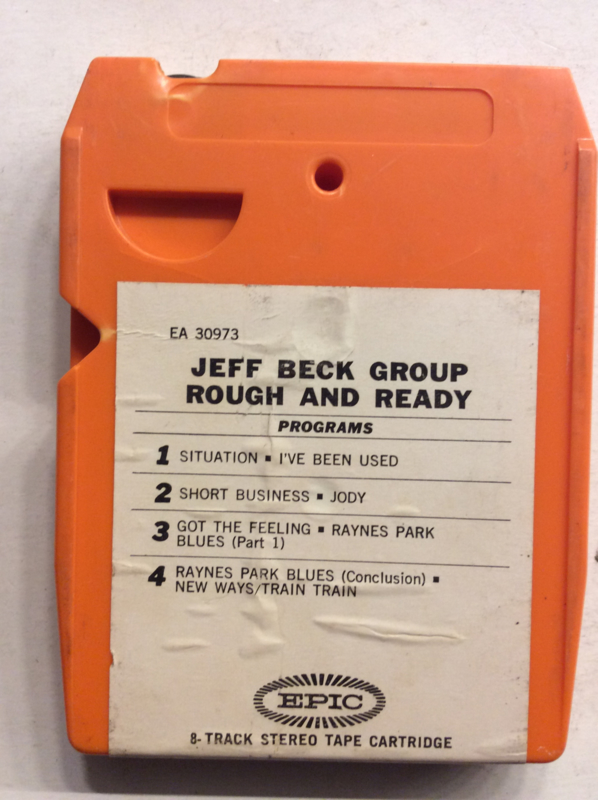 EA 30973
JEFF BECK GROUP
ROUGH AND READY
PROGRAMS
1 SITUATION ▪ I'VE BEEN USED
2 SHORT BUSINESS ▪ JODY
3 GOT THE FEELING ▪ RAYNES PARK
BLUES (Part 1)
4 RAYNES PARK BLUES (Conclusion) ▪
NEW WAYS/TRAIN TRAIN
EPIC
8-TRACK STEREO TAPE CARTRIDGE